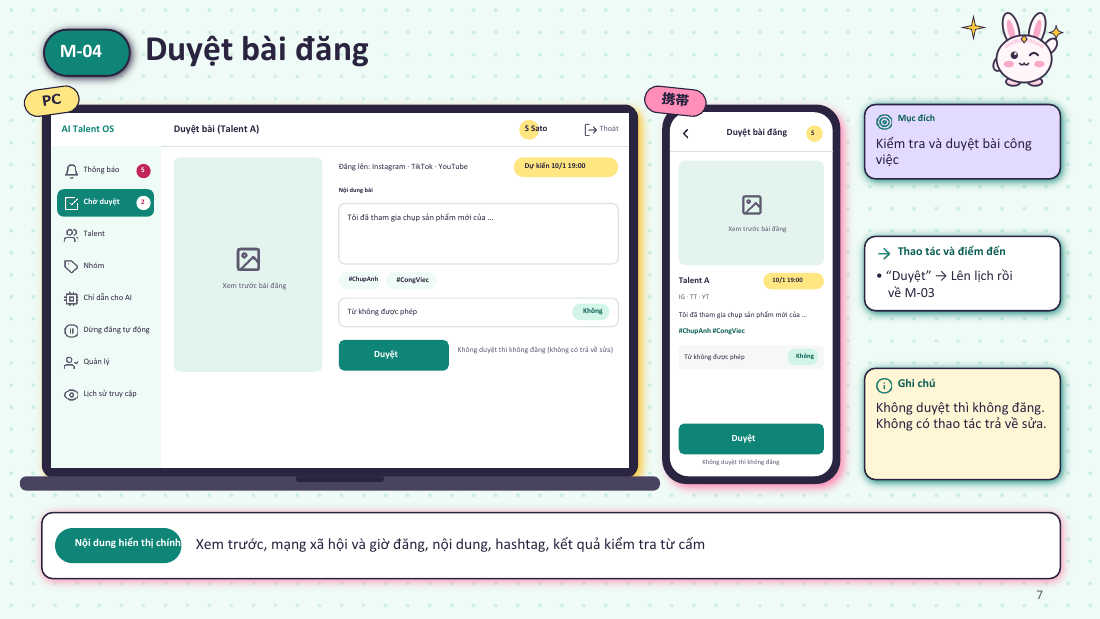 M-04
Duyệt bài đăng
PC
AI Talent OS
Duyệt bài (Talent A)
S Sato
Thoát
Thông báo
5
Chờ duyệt
2
Talent
Nhóm
Chỉ dẫn cho AI
Dừng đăng tự động
Quản lý
Lịch sử truy cập
Xem trước bài đăng
Đăng lên: Instagram · TikTok · YouTube
Dự kiến 10/1 19:00
Nội dung bài
Tôi đã tham gia chụp sản phẩm mới của ...
#ChupAnh
#CongViec
Từ không được phép
Không
Duyệt
Không duyệt thì không đăng (không có trả về sửa)
携帯
Duyệt bài đăng
S
Xem trước bài đăng
Talent A
10/1 19:00
IG · TT · YT
Tôi đã tham gia chụp sản phẩm mới của ...
#ChupAnh #CongViec
Từ không được phép
Không
Duyệt
Không duyệt thì không đăng
Mục đích
Kiểm tra và duyệt bài công
việc
Thao tác và điểm đến
• “Duyệt” → Lên lịch rồi
về M-03
Ghi chú
Không duyệt thì không đăng.
Không có thao tác trả về sửa.
Nội dung hiển thị chính
Xem trước, mạng xã hội và giờ đăng, nội dung, hashtag, kết quả kiểm tra từ cấm
7